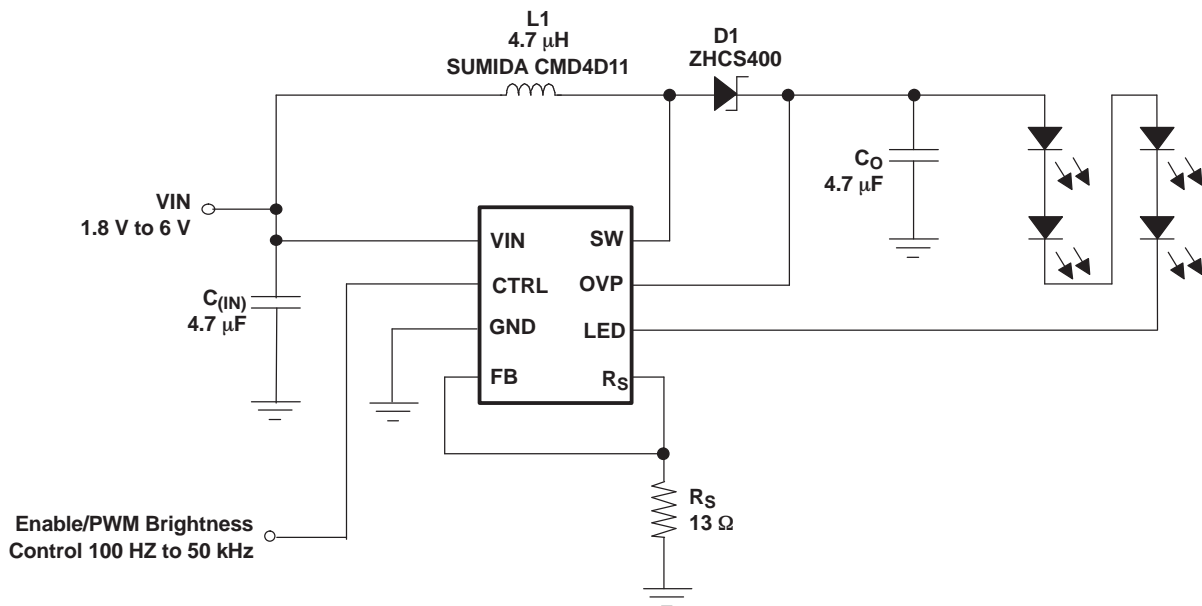 L1
4.7 μH
SUMIDA CMD4D11
D1
ZHCS400
CO
4.7 μF
VIN
1.8 V to 6 V
C(IN)
4.7 μF
VIN
CTRL
GND
FB
SW
OVP
LED
RS
RS
13 Ω
Enable/PWM Brightness
Control 100 HZ to 50 kHz